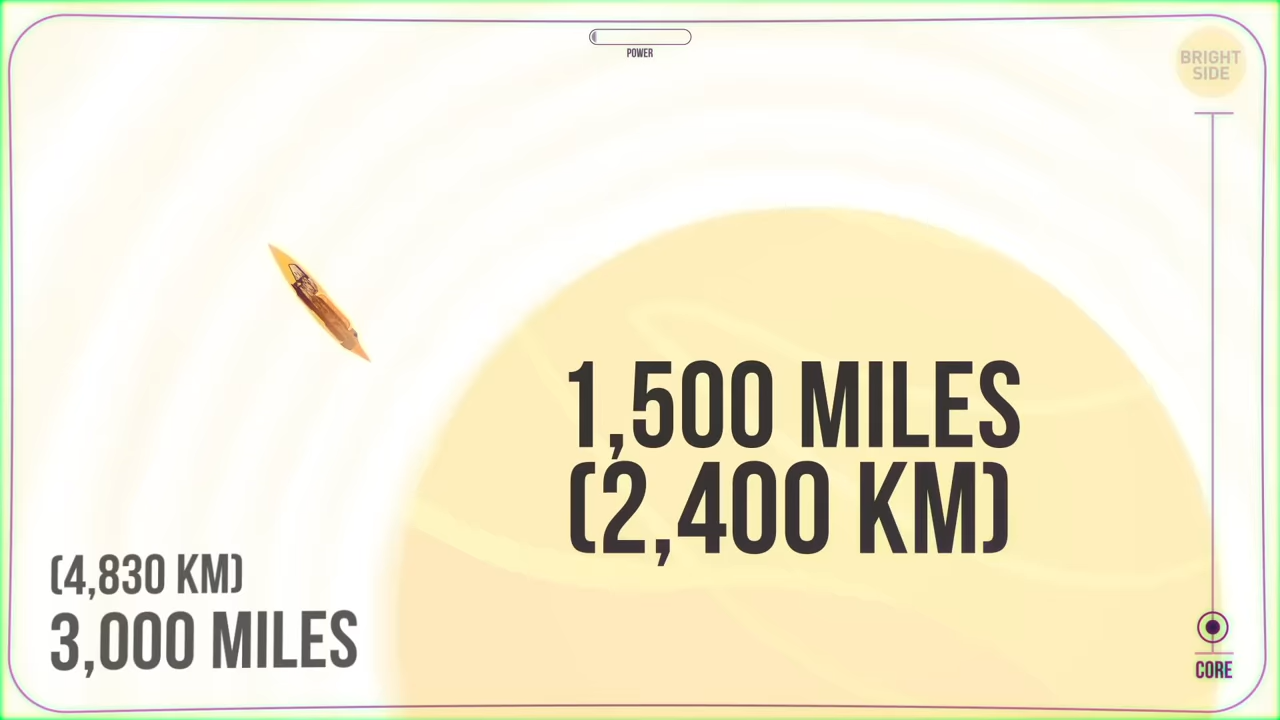 POWER
BRIGHT
SIDE
1,500 MILES
(2,400 KM)
(4,830 KM)
3,000 MILES
CORE